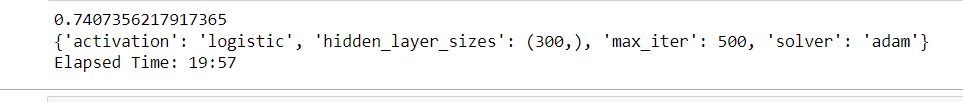 0.7407356217917365
{'activation': 'logistic', 'hidden_layer_sizes': (300,), 'max_iter': 500, 'solver': 'adam'}
Elapsed Time: 19:57